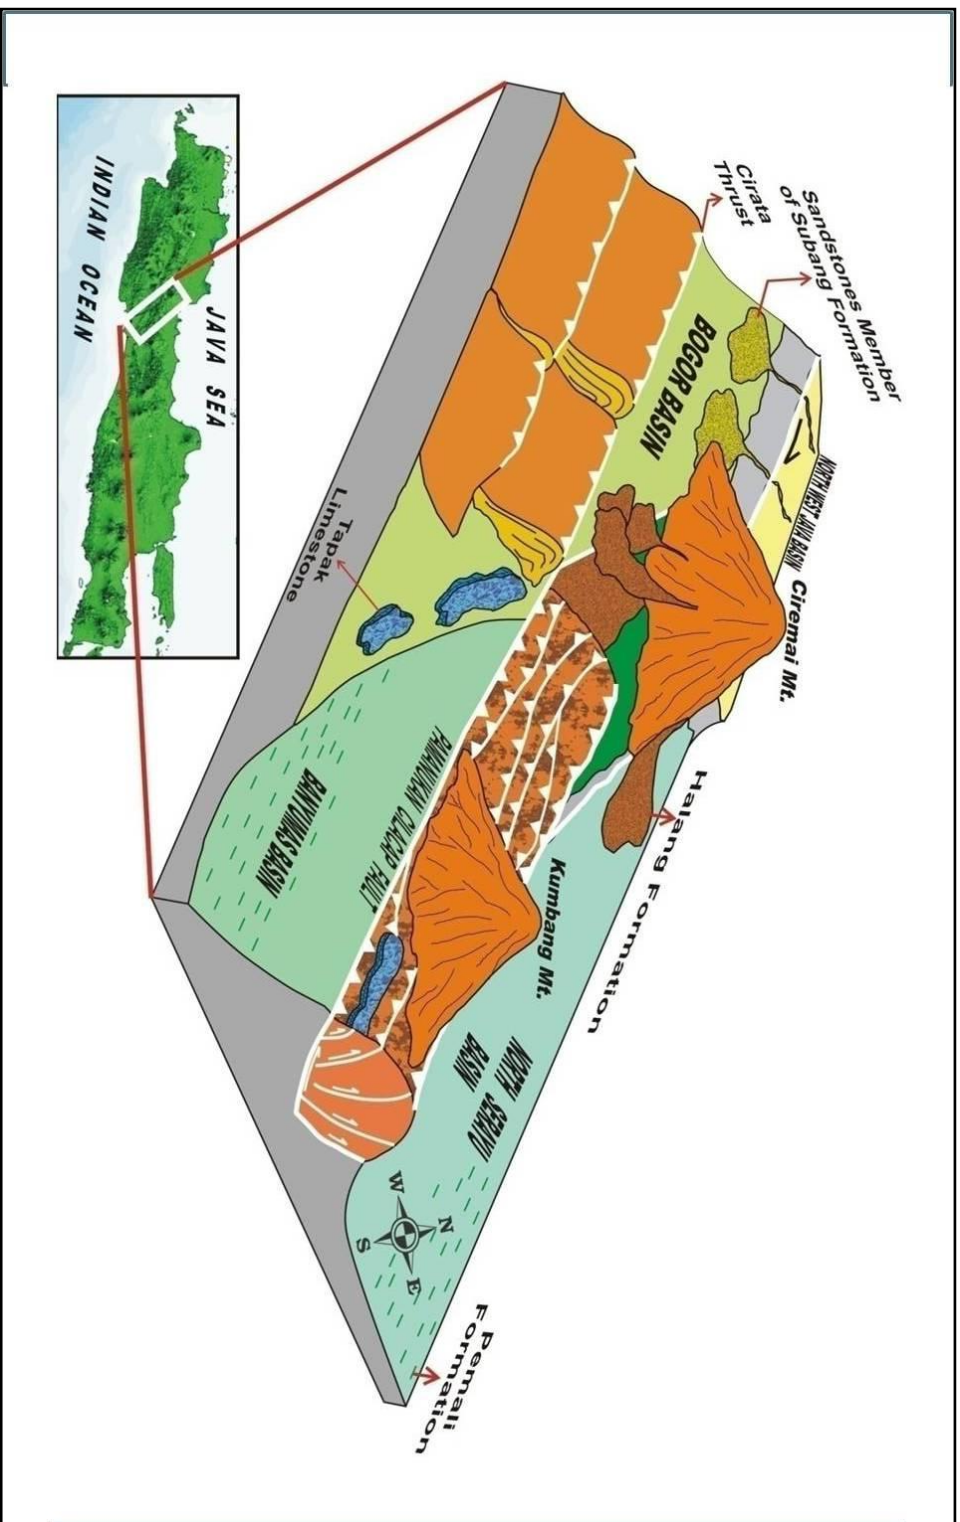 INDIAN OCEAN
JAVA SEA
Cirata
Thrust
Sandstones Member
of Subang Formation
BOGOR BASIN
NORTH WEST JAVA BASIN
Ciremai Mt.
Tapak
Limestone
Halang Formation
PAMANUKAN CILACAP FAULT
BANYUMAS BASIN
Kumbang Mt.
NORTH SERAYU
BASIN
N
W
E
S
Pemali
Formation